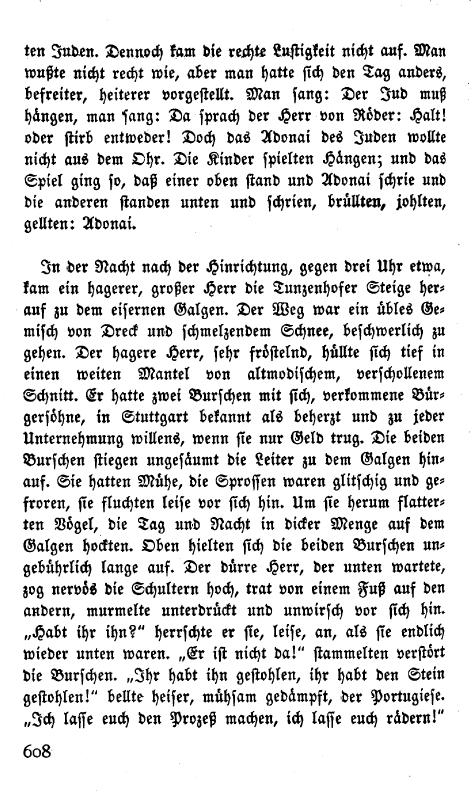 ten Juden. Dennoch kam die rechte Lustigkeit nicht auf. Man
wußte nicht recht wie, aber man hatte sich den Tag anders,
befreiter, heiterer vorgestellt. Man sang: Der Jud muß
hängen, man sang: Da sprach der Herr von Röder: Halt!
oder stirb entweder! Doch das Adonai des Juden wollte
nicht aus dem Ohr. Die Kinder spielten Hängen; und das
Spiel ging so, daß einer oben stand und Adonai schrie und
die anderen standen unten und schrien, brüllten, johlten,
gellten: Adonai.

In der Nacht nach der Hinrichtung, gegen drei Uhr etwa,
kam ein hagerer, großer Herr die Tunzenhofer Steige her-
auf zu dem eisernen Galgen. Der Weg war ein übles Ge-
misch von Dreck und schmelzendem Schnee, beschwerlich zu
gehen. Der hagere Herr, sehr fröstelnd, hüllte sich tief in
einen weiten Mantel von altmodischem, verschollenem
Schnitt. Er hatte zwei Burschen mit sich, verkommene Bür-
gersöhne, in Stuttgart bekannt als beherzt und zu jeder
Unternehmung willens, wenn sie nur Geld trug. Die beiden
Burschen stiegen ungesäumt die Leiter zu dem Galgen hin-
auf. Sie hatten Mühe, die Sprossen waren glitschig und ge-
froren, sie fluchten leise vor sich hin. Um sie herum flatter-
ten Vögel, die Tag und Nacht in dicker Menge auf dem
Galgen hockten. Oben hielten sich die beiden Burschen un-
gebührlich lange auf. Der dürre Herr, der unten wartete,
zog nervös die Schultern hoch, trat von einem Fuß auf den
andern, murmelte unterdrückt und unwirsch vor sich hin.
„Habt ihr ihn?“ herrschte er sie, leise, an, als sie endlich
wieder unten waren. „Er ist nicht da!“ stammelten verstört
die Burschen. „Ihr habt ihn gestohlen, ihr habt den Stein
gestohlen!“ bellte heiser, mühsam gedämpft, der Portugiese.
„Ich lasse euch den Prozeß machen, ich lasse euch rädern!“
608